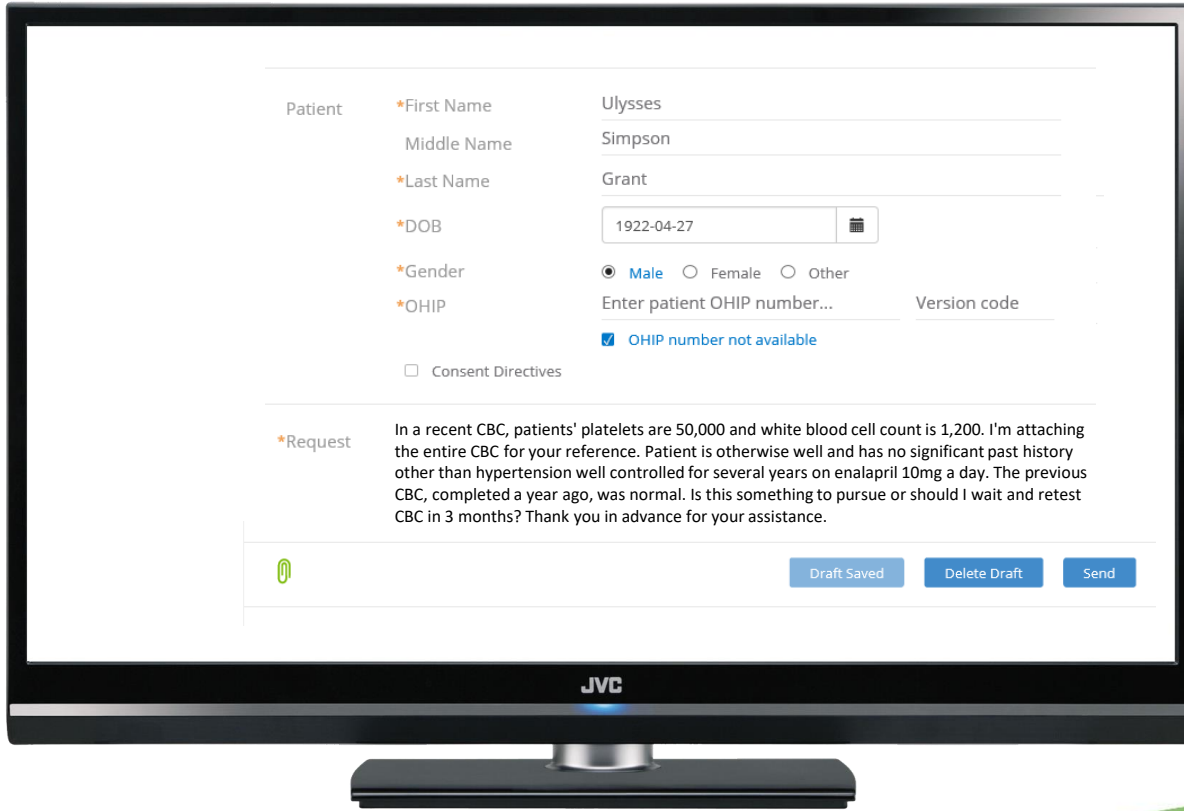 Patient
*First Name
Ulysses
Middle Name
Simpson
*Last Name
Grant
*DOB
1922-04-27
*Gender
Male Female Other
*OHIP
Enter patient OHIP number... Version code
OHIP number not available
Consent Directives
*Request
In a recent CBC, patients' platelets are 50,000 and white blood cell count is 1,200. I'm attaching
the entire CBC for your reference. Patient is otherwise well and has no significant past history
other than hypertension well controlled for several years on enalapril 10mg a day. The previous
CBC, completed a year ago, was normal. Is this something to pursue or should I wait and retest
CBC in 3 months? Thank you in advance for your assistance.
Draft Saved Delete Draft Send
JVC